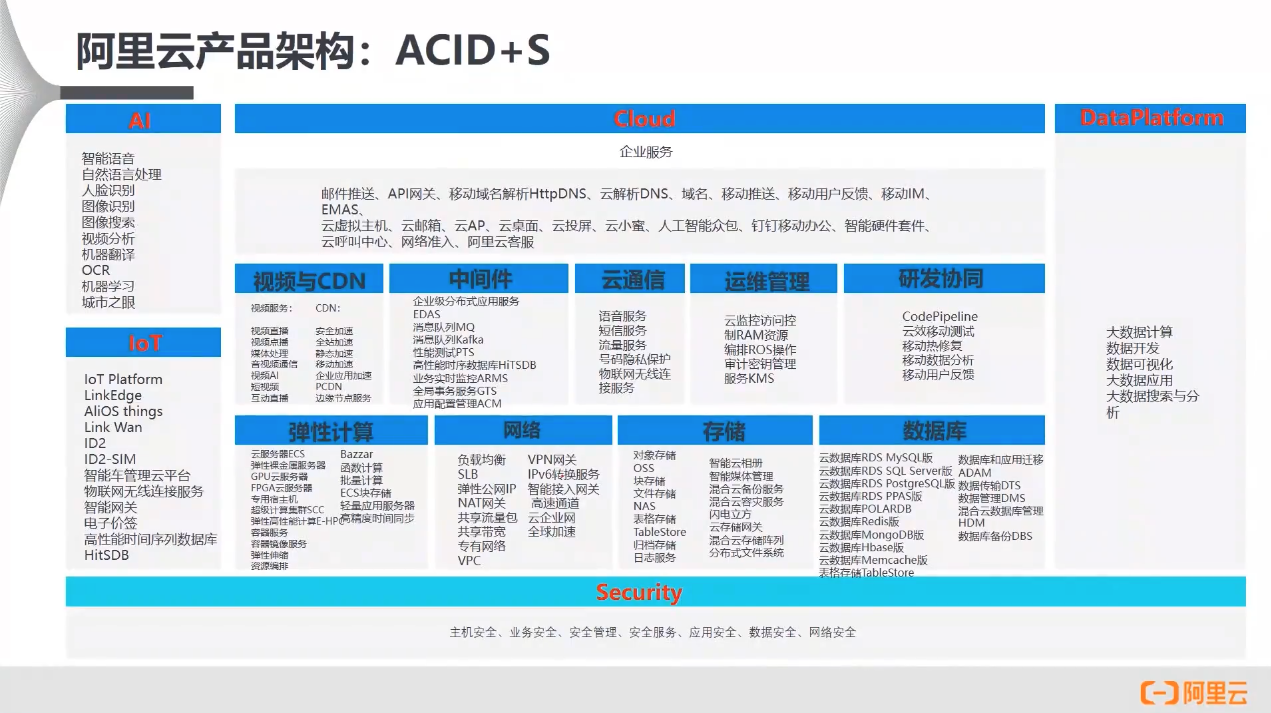 阿里云产品架构：ACID+S
AI
智能语音
自然语言处理
人脸识别
图像识别
图像搜索
视频分析
机器翻译
OCR
机器学习
城市之眼
IoT
IoT Platform
LinkEdge
AliOS things
Link Wan
ID2
ID2-SIM
智能车管理云平台
物联网无线连接服务
智能网关
电子价签
高性能时间序列数据库
HitSDB
Cloud
企业服务
邮件推送、API网关、移动域名解析HttpDNS、云解析DNS、域名、移动推送、移动用户反馈、移动IM、
EMAS、
云虚拟主机、云邮箱、云AP、云桌面、云投屏、云小蜜、人工智能众包、钉钉移动办公、智能硬件套件、
云呼叫中心、网络准入、阿里云客服
视频与CDN
视频服务：
视频直播
视频点播
媒体处理
音视频通信
视频AI
短视频
互动直播
CDN：
安全加速
全站加速
静态加速
移动加速
企业应用加速
PCDN
边缘节点服务
中间件
企业级分布式应用服务
EDAS
消息队列MQ
消息队列Kafka
性能测试PTS
高性能时序数据库HiTSDB
业务实时监控ARMS
全局事务服务GTS
应用配置管理ACM
云通信
语音服务
短信服务
流量服务
号码隐私保护
物联网无线连
接服务
运维管理
云监控访问控
制RAM资源
编排ROS操作
审计密钥管理
服务KMS
研发协同
CodePipeline
云效移动测试
移动热修复
移动数据分析
移动用户反馈
弹性计算
云服务器ECS
弹性裸金属服务器
GPU云服务器
FPGA云服务器
专用宿主机
超级计算集群SCC
弹性高性能计算E-HPC
容器服务
容器镜像服务
弹性伸缩
资源编排
Bazzar
函数计算
批量计算
ECS块存储
轻量应用服务器
高精度时间同步
网络
负载均衡
SLB
弹性公网IP
NAT网关
共享流量包
共享带宽
专有网络
VPC
VPN网关
IPv6转换服务
智能接入网关
高速通道
云企业网
全球加速
存储
对象存储
OSS
块存储
文件存储
NAS
表格存储
TableStore
归档存储
日志服务
智能云相册
智能媒体管理
混合云备份服务
混合云容灾服务
闪电立方
云存储网关
混合云存储阵列
分布式文件系统
数据库
云数据库RDS MySQL版
云数据库RDS SQL Server版
云数据库RDS PostgreSQL版
云数据库RDS PPAS版
云数据库POLARDB
云数据库Redis版
云数据库MongoDB版
云数据库Hbase版
云数据库Memcache版
表格存储TableStore
数据库和应用迁移
ADAM
数据传输DTS
数据管理DMS
混合云数据库管理
HDM
数据库备份DBS
DataPlatform
大数据计算
数据开发
数据可视化
大数据应用
大数据搜索与分
析
Security
主机安全、业务安全、安全管理、安全服务、应用安全、数据安全、网络安全
阿里云